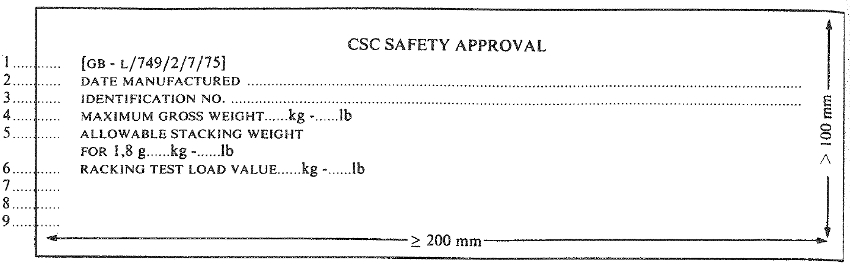 CSC SAFETY APPROVAL
1............ [GB - L/749/2/7/75]
2............ DATE MANUFACTURED ............................................................
3............ IDENTIFICATION NO. ............................................................
4............ MAXIMUM GROSS WEIGHT......kg -......lb
5............ ALLOWABLE STACKING WEIGHT
FOR 1,8 g......kg -......lb
6............ RACKING TEST LOAD VALUE......kg -......lb
7............
8............
9............
> 100 mm
≥ 200 mm